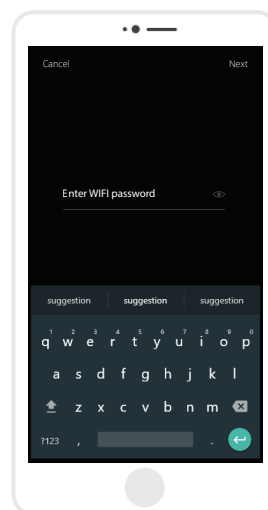 Cancel Next
Enter WIFI password
suggestion suggestion suggestion
1 2 3 4 5 6 7 8 9 0
q w e r t y u i o p
a s d f g h j k l
z x c v b n m
?123 , .